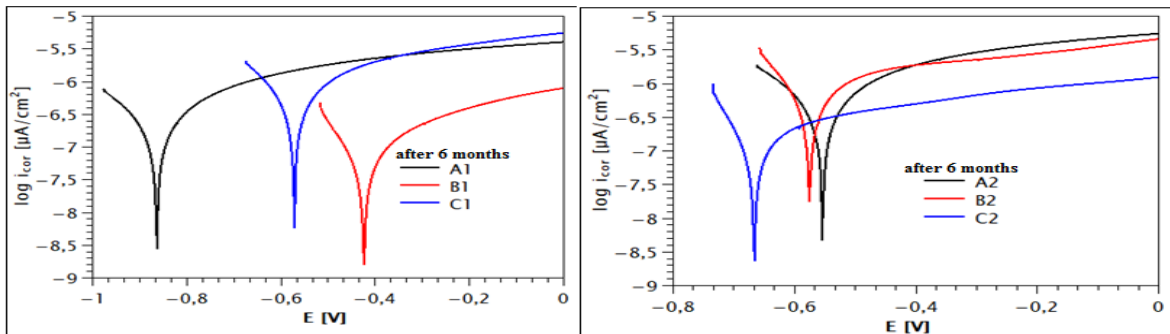 −5
−5,5
−6
−6,5
−7
−7,5
−8
−8,5
−9
log i_cor [µA/cm²]
after 6 months
A1
B1
C1
−1 −0,8 −0,6 −0,4 −0,2 0
E [V]
−5
−5,5
−6
−6,5
−7
−7,5
−8
−8,5
−9
log i_cor [µA/cm²]
after 6 months
A2
B2
C2
−0,8 −0,6 −0,4 −0,2 0
E [V]